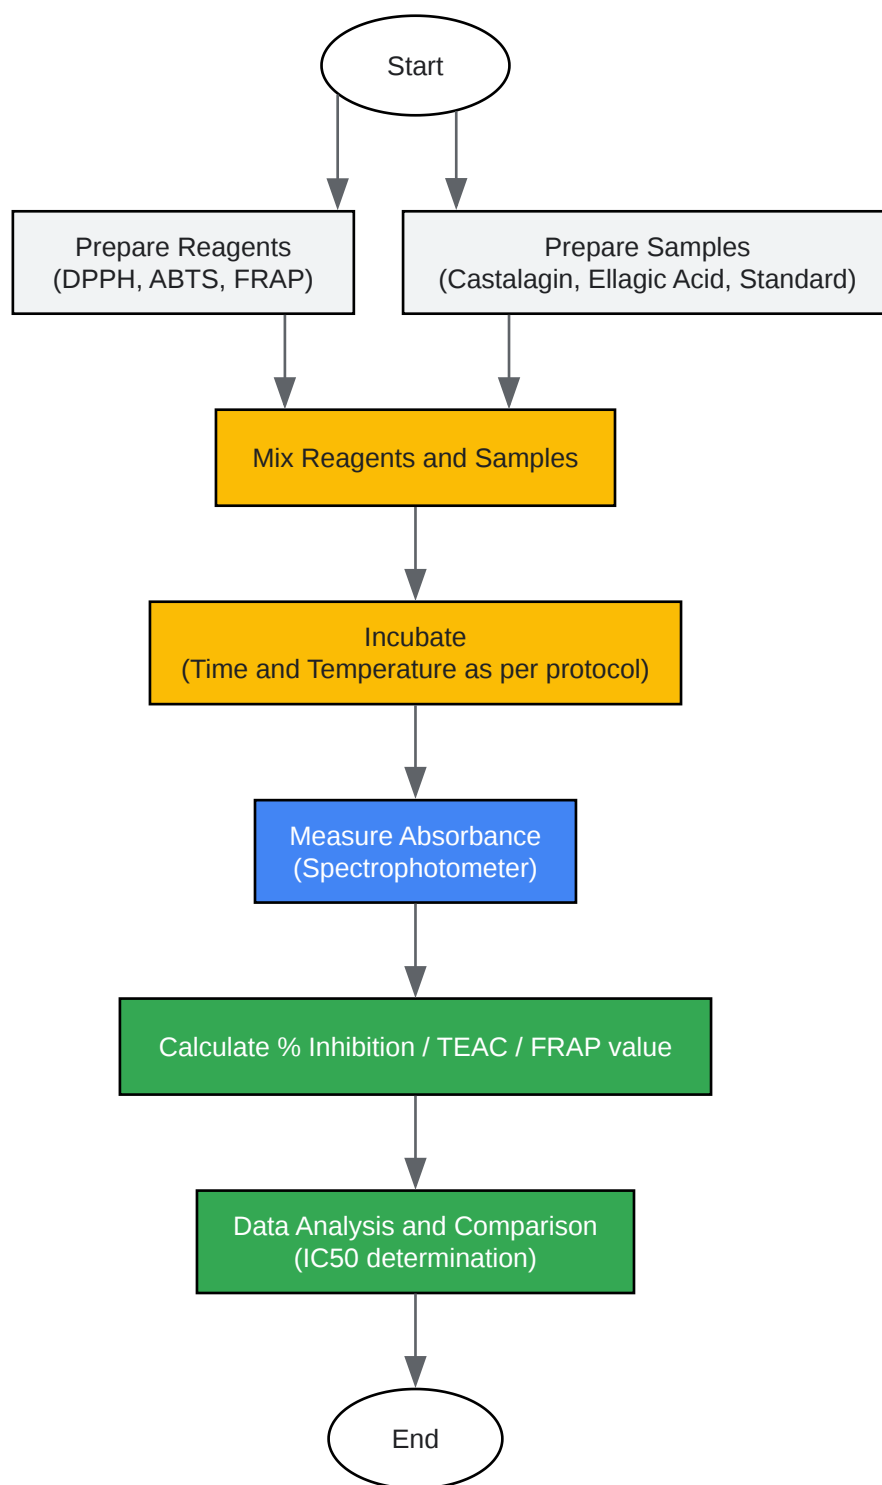 Start
Prepare Reagents
(DPPH, ABTS, FRAP)
Prepare Samples
(Castalagin, Ellagic Acid, Standard)
Mix Reagents and Samples
Incubate
(Time and Temperature as per protocol)
Measure Absorbance
(Spectrophotometer)
Calculate % Inhibition / TEAC / FRAP value
Data Analysis and Comparison
(IC50 determination)
End